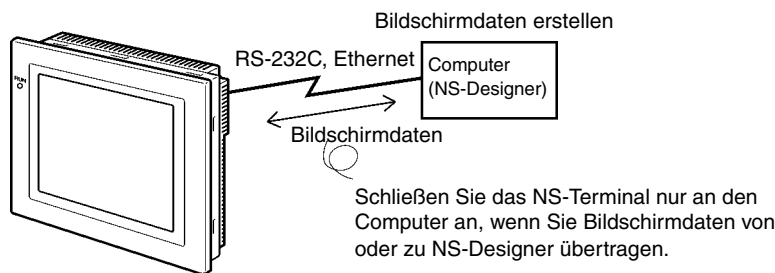 Bildschirmdaten erstellen
RS-232C, Ethernet
Computer
(NS-Designer)
RUN
Bildschirmdaten
Schließen Sie das NS-Terminal nur an den
Computer an, wenn Sie Bildschirmdaten von
oder zu NS-Designer übertragen.